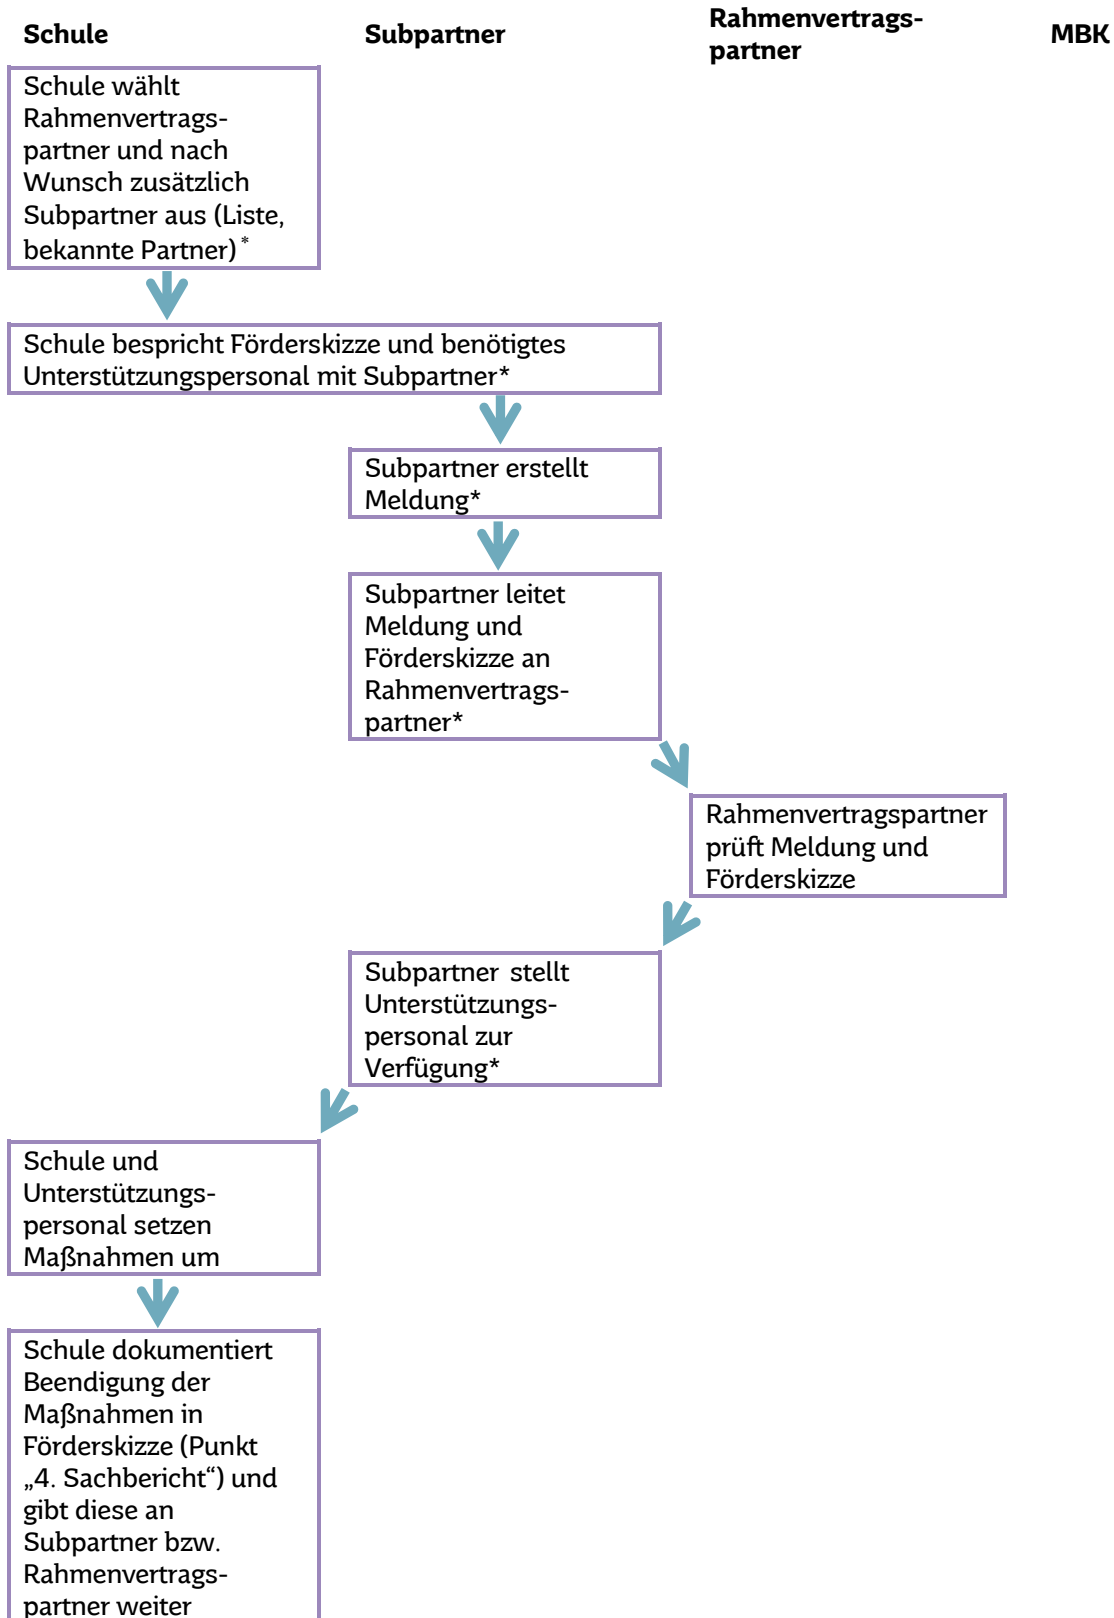 Schule
Subpartner
Rahmenvertrags-
partner
MBK
Schule wählt
Rahmenvertrags-
partner und nach
Wunsch zusätzlich
Subpartner aus (Liste,
bekannte Partner) *
Schule bespricht Förderskizze und benötigtes
Unterstützungspersonal mit Subpartner*
Subpartner erstellt
Meldung*
Subpartner leitet
Meldung und
Förderskizze an
Rahmenvertrags-
partner*
Rahmenvertragspartner
prüft Meldung und
Förderskizze
Subpartner stellt
Unterstützungs-
personal zur
Verfügung*
Schule und
Unterstützungs-
personal setzen
Maßnahmen um
Schule dokumentiert
Beendigung der
Maßnahmen in
Förderskizze (Punkt
„4. Sachbericht“) und
gibt diese an
Subpartner bzw.
Rahmenvertrags-
partner weiter